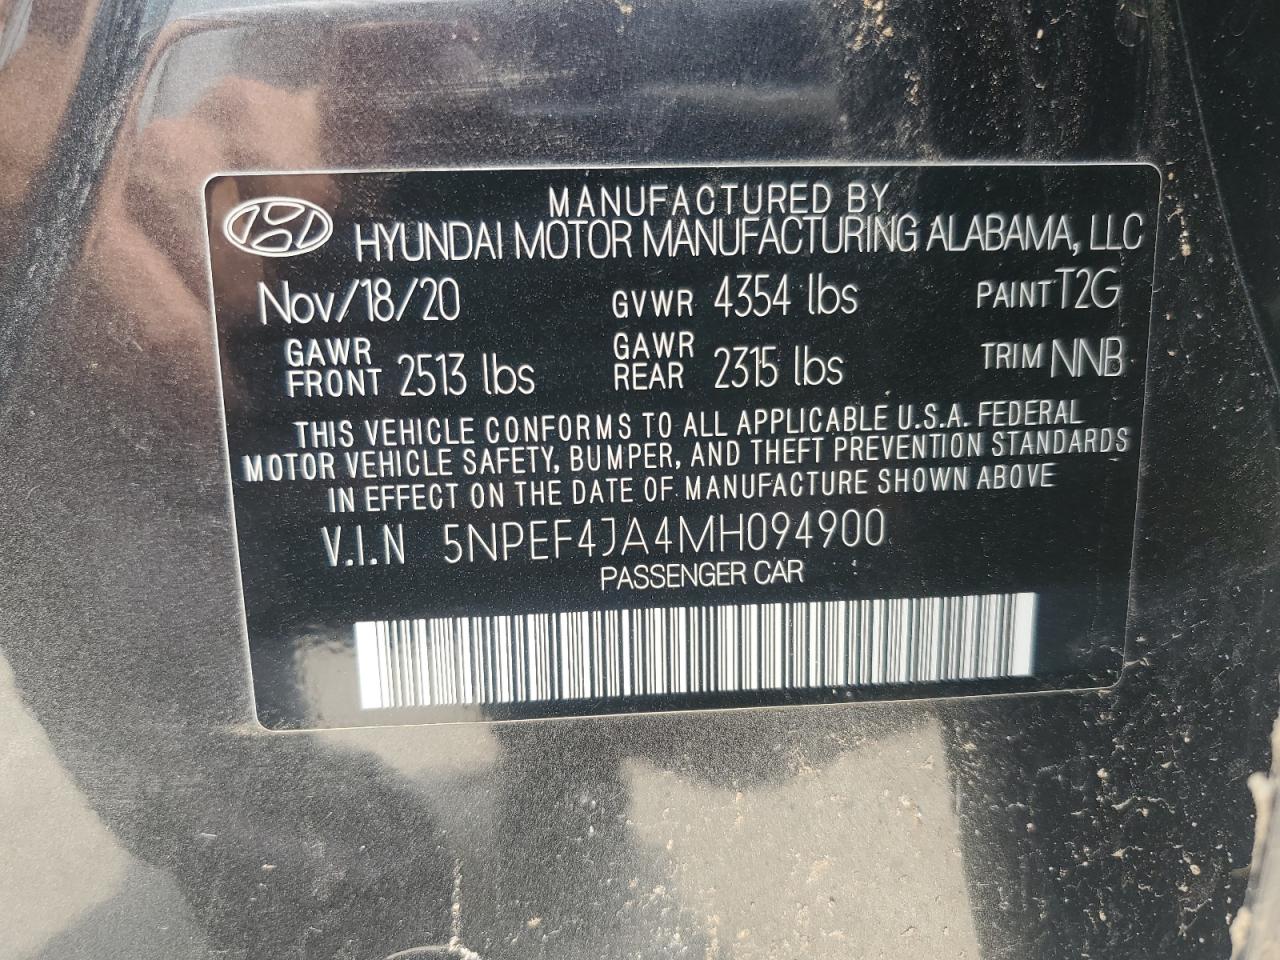 MANUFACTURED BY
HYUNDAI MOTOR MANUFACTURING ALABAMA, LLC
Nov/18/20 GVWR 4354 lbs PAINT T2G
GAWR FRONT 2513 lbs GAWR REAR 2315 lbs TRIM NNB
THIS VEHICLE CONFORMS TO ALL APPLICABLE U.S.A. FEDERAL
MOTOR VEHICLE SAFETY, BUMPER, AND THEFT PREVENTION STANDARDS
IN EFFECT ON THE DATE OF MANUFACTURE SHOWN ABOVE
V.I.N 5NPEF4JA4MH094900
PASSENGER CAR